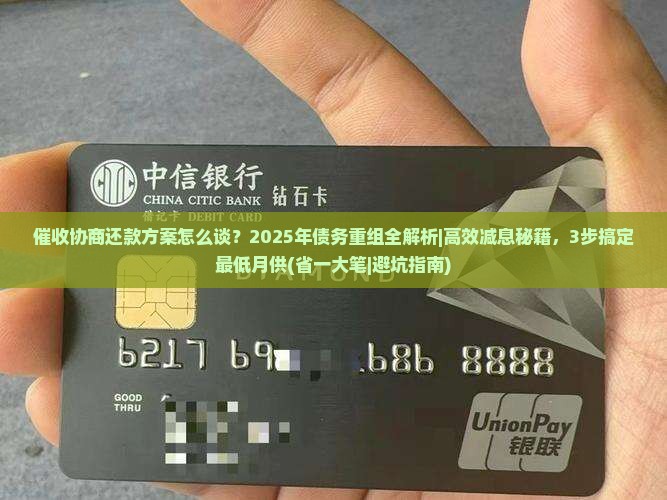 中信银行
CHINA CITIC BANK 钻石卡
借记卡 DEBIT CARD
催收协商还款方案怎么谈？2025年债务重组全解析|高效减息秘籍，3步搞定
最低月供(省一大笔|避坑指南)
DIAMOND
6217 69 686 8888
GOOD
THRU
UnionPay
银联